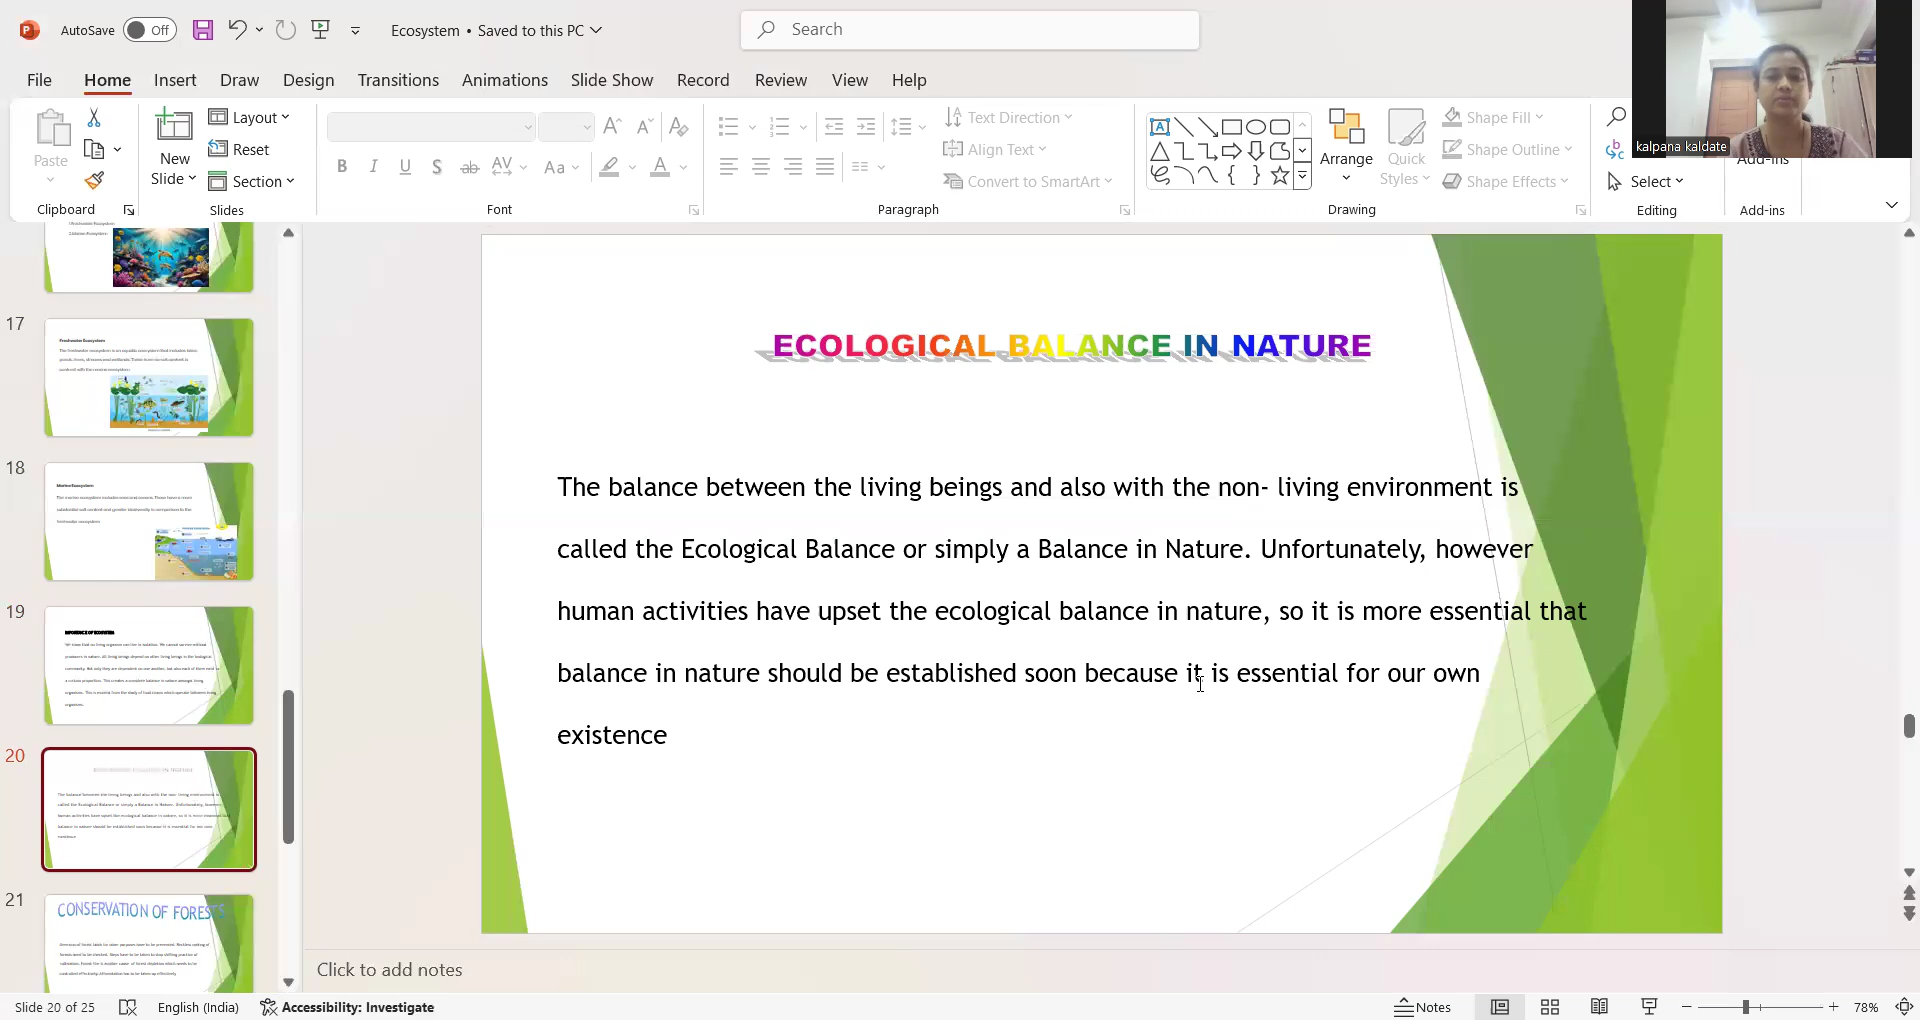 AutoSave Off Ecosystem • Saved to this PC Search
File Home Insert Draw Design Transitions Animations Slide Show Record Review View Help
Paste
New Slide
Layout
Reset
Section
Text Direction
Align Text
Convert to SmartArt
Arrange
Quick Styles
Shape Fill
Shape Outline
Shape Effects
Select
Add-ins
kalpana kaldate
Clipboard Slides Font Paragraph Drawing Editing Add-ins
17
Freshwater Ecosystem
18
Marine Ecosystem
19
20
21
CONSERVATION OF FORESTS
ECOLOGICAL BALANCE IN NATURE
The balance between the living beings and also with the non- living environment is
called the Ecological Balance or simply a Balance in Nature. Unfortunately, however
human activities have upset the ecological balance in nature, so it is more essential that
balance in nature should be established soon because it is essential for our own
existence
Click to add notes
Slide 20 of 25 English (India) Accessibility: Investigate Notes 78%